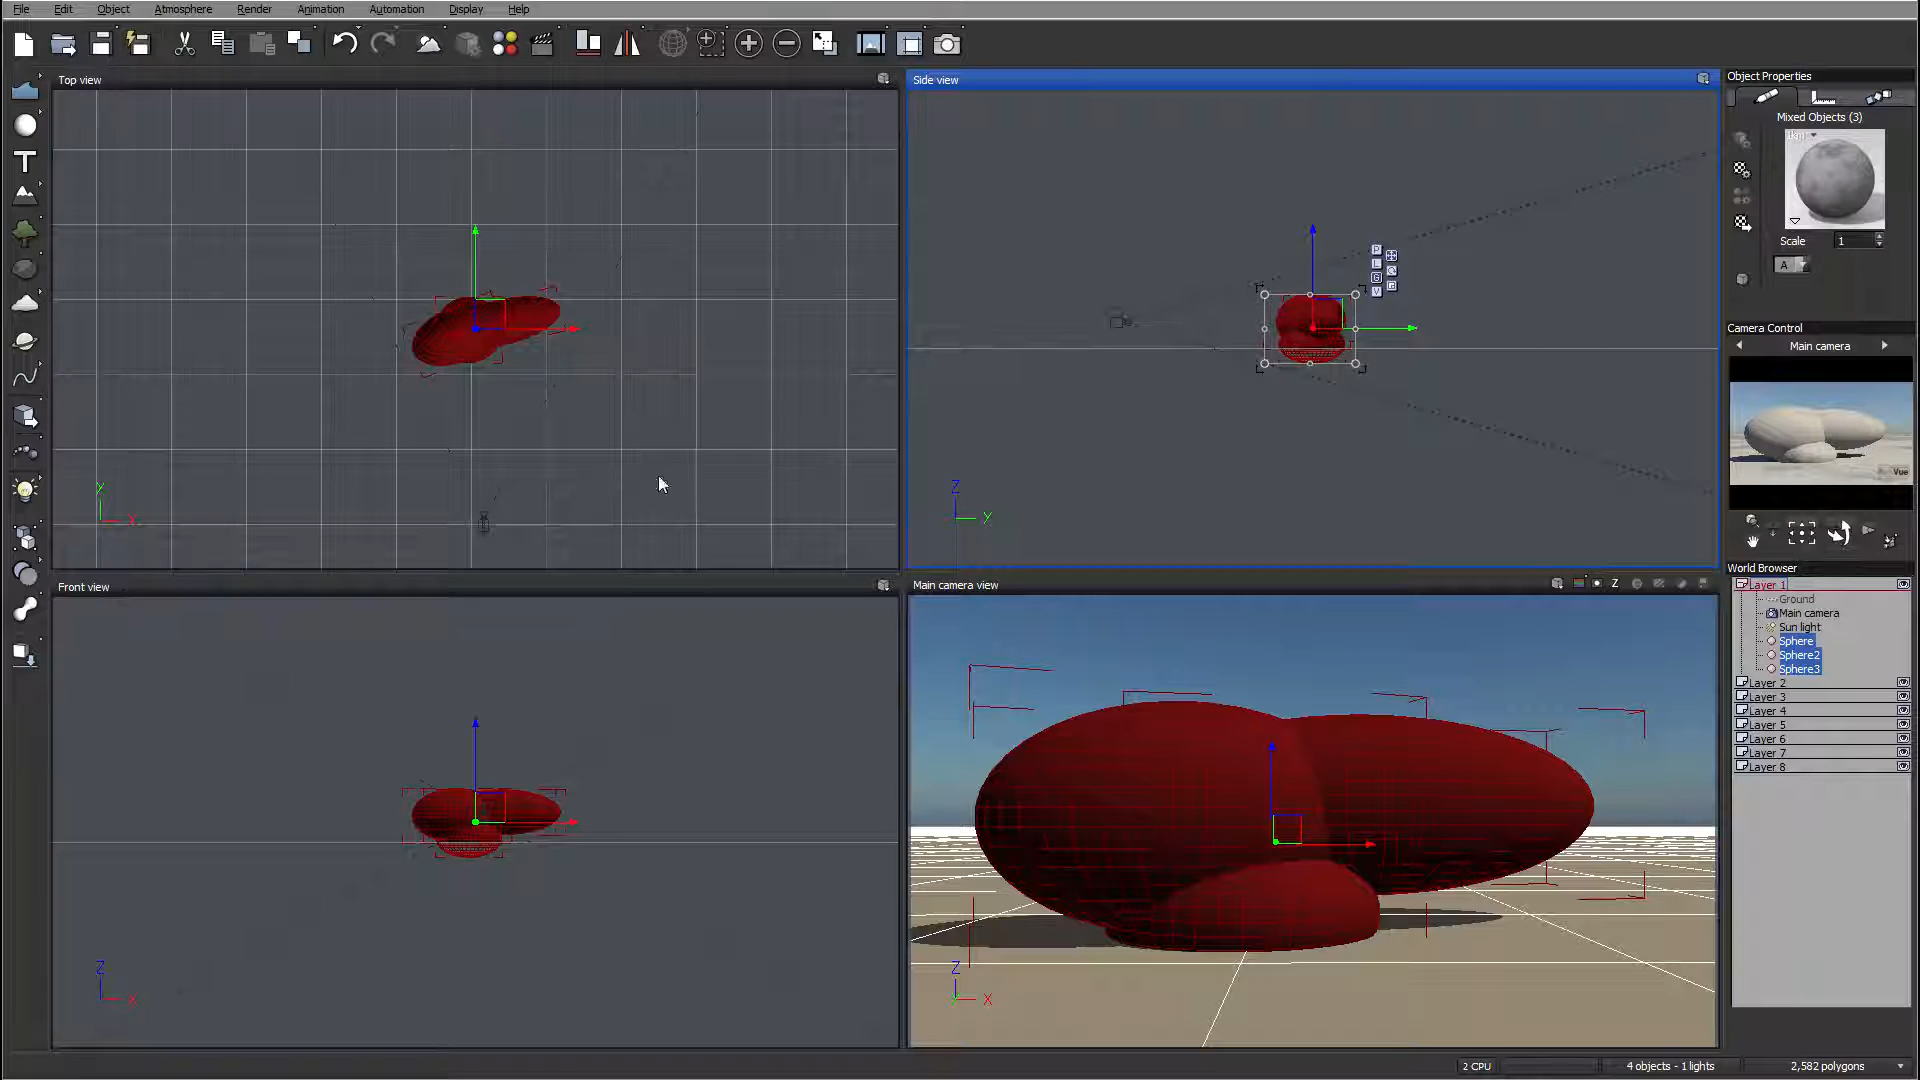 File Edit Object Atmosphere Render Animation Automation Display Help
Top view
Side view
Object Properties
Mixed Objects (3)
Scale 1
A
P
L
G
V
Y
X
Z
Y
Camera Control
Main camera
Vue
World Browser
Layer 1
Ground
Main camera
Sun light
Sphere
Sphere2
Sphere3
Layer 2
Layer 3
Layer 4
Layer 5
Layer 6
Layer 7
Layer 8
Front view
Main camera view
Z
Z
X
Z
X
2 CPU
4 objects - 1 lights
2,582 polygons